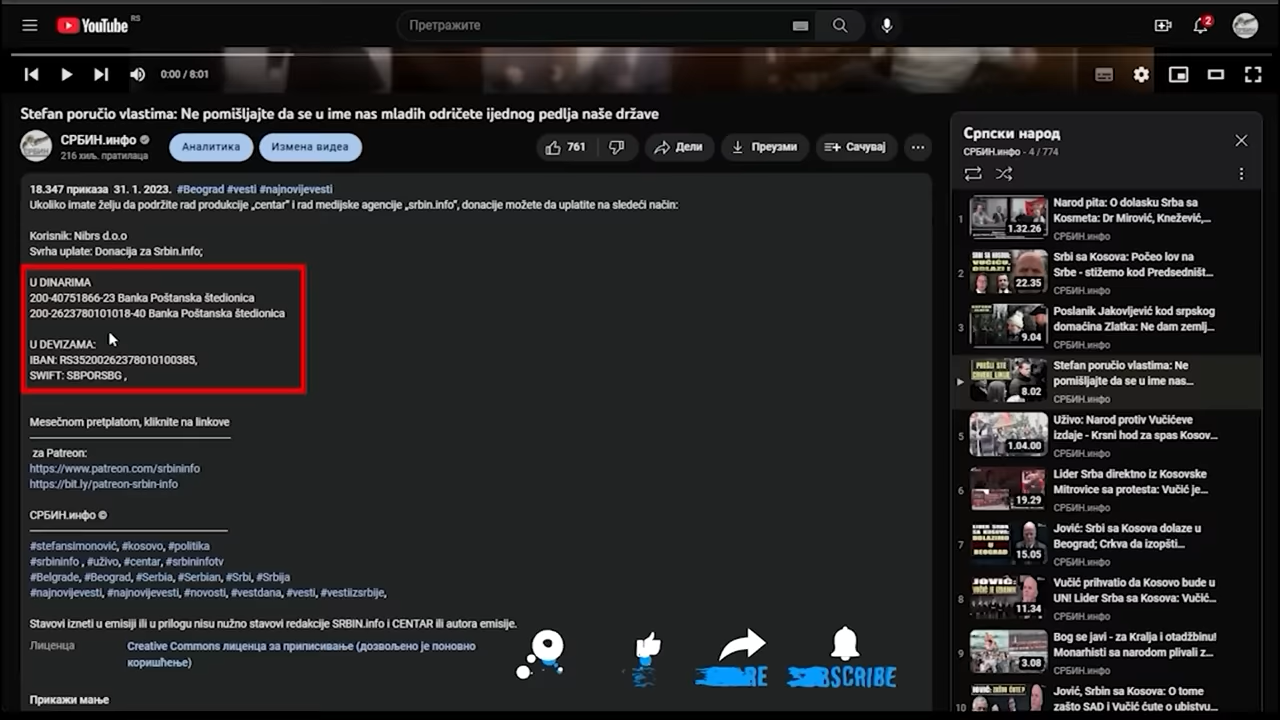 YouTube RS
Претражите
2
0:00 / 8:01
Stefan poručio vlastima: Ne pomišljajte da se u ime nas mladih odričete ijednog pedlja naše države
СРБИН.инфо
216 хиљ. пратилаца
Аналитика
Измена видеа
761
Дели
Преузми
Сачувај
18.347 приказа 31. 1. 2023. #Beograd #vesti #najnovijevesti
Ukoliko imate želju da podržite rad produkcije „centar“ i rad medijske agencije „srbin.info“, donacije možete da uplatite na sledeći način:
Korisnik: Nibrs d.o.o
Svrha uplate: Donacija za Srbin.info;
U DINARIMA
200-40751866-23 Banka Poštanska štedionica
200-2623780101018-40 Banka Poštanska štedionica
U DEVIZAMA:
IBAN: RS35200262378010100385,
SWIFT: SBPORSBG ,
Mesečnom pretplatom, kliknite na linkove
za Patreon:
https://www.patreon.com/srbininfo
https://bit.ly/patreon-srbin-info
СРБИН.инфо ©
#stefansimonović, #kosovo, #politika
#srbininfo , #uživo, #centar, #srbininfotv
#Belgrade, #Beograd, #Serbia, #Serbian, #Srbi, #Srbija
#najnovijevesti, #najnovijevesti, #novosti, #vestdana, #vesti, #vestiizsrbije,
Stavovi izneti u emisiji ili u prilogu nisu nužno stavovi redakcije SRBIN.info i CENTAR ili autora emisije.
Лиценца
Creative Commons лиценца за приписивање (дозвољено је поновно
коришћење)
Прикажи мање
Српски народ
СРБИН.инфо - 4 / 774
1
1.32.26
Narod pita: O dolasku Srba sa
Kosmeta: Dr Mirović, Knežević,...
СРБИН.инфо
2
22.35
Srbi sa Kosova: Počeo lov na
Srbe - stižemo kod Predsedništ...
СРБИН.инфо
3
9.04
Poslanik Jakovljević kod srpskog
domaćina Zlatka: Ne dam zemlj...
СРБИН.инфо
8.02
Stefan poručio vlastima: Ne
pomišljajte da se u ime nas...
СРБИН.инфо
5
1.04.00
Uživo: Narod protiv Vučićeve
izdaje - Krsni hod za spas Kosov...
СРБИН.инфо
6
19.29
Lider Srba direktno iz Kosovske
Mitrovice sa protesta: Vučić je...
СРБИН.инфо
7
15.05
Jović: Srbi sa Kosova dolaze u
Beograd; Crkva da izopšti...
СРБИН.инфо
8
11.34
Vučić prihvatio da Kosovo bude u
UN! Lider Srba sa Kosova: Vučić...
СРБИН.инфо
9
3.08
Bog se javi - za Kralja i otadžbinu!
Monarhisti sa narodom plivali z...
СРБИН.инфо
10
Jović, Srbin sa Kosova: O tome
zašto SAD i Vučić ćute o ubistvu...